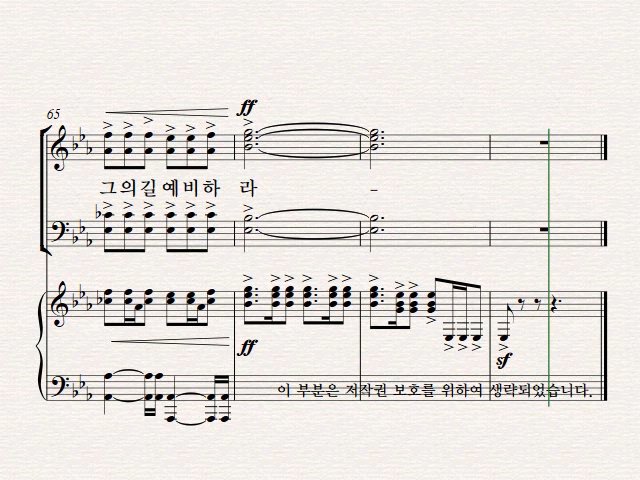 65
ff
그의길예비하 라 –
ff
sf
이 부분은 저작권 보호를 위하여 생략되었습니다.